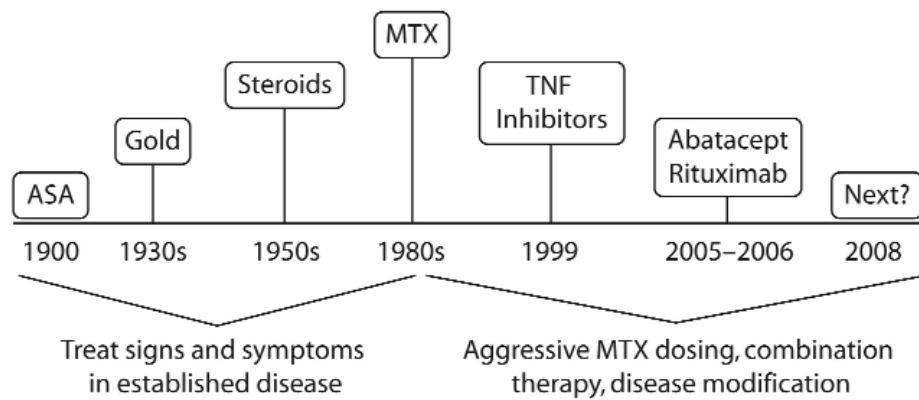 MTX
Steroids
TNF
Inhibitors
Gold
Abatacept
Rituximab
ASA
Next?
1900
1930s
1950s
1980s
1999
2005–2006
2008
Treat signs and symptoms
in established disease
Aggressive MTX dosing, combination
therapy, disease modification